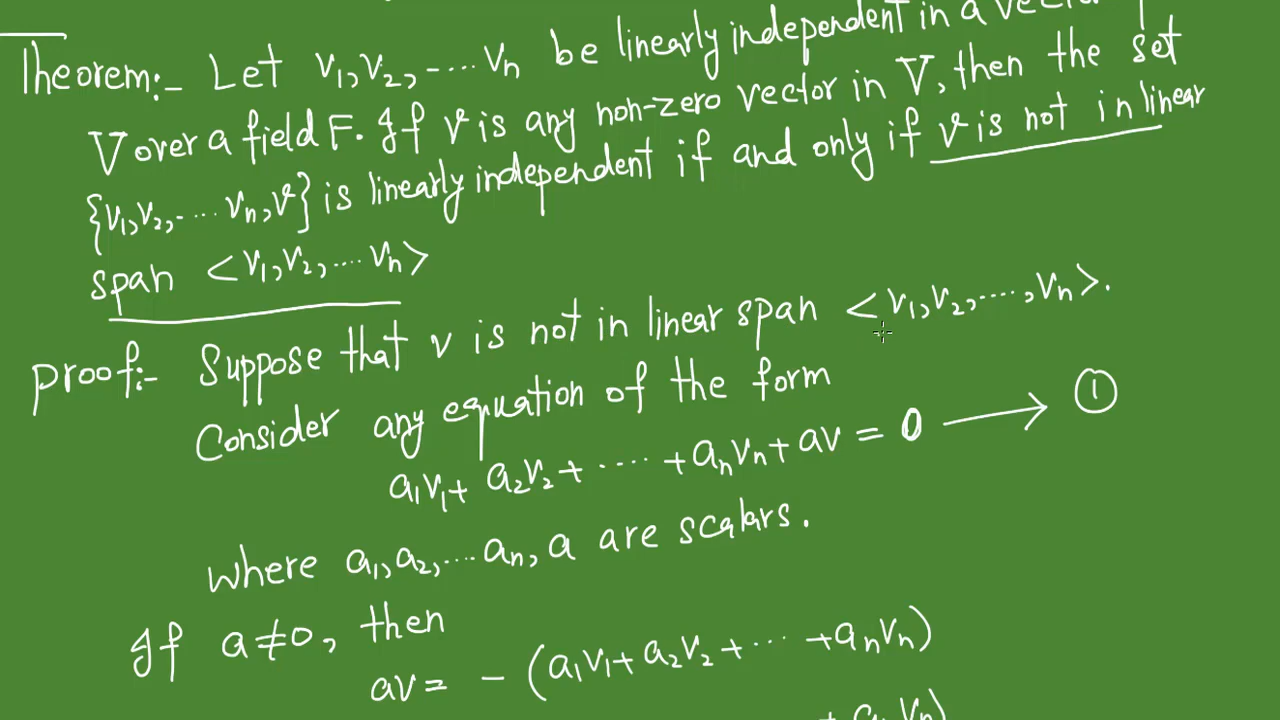 Theorem:- Let v₁,v₂,-....vₙ be linearly independent in a vector
V over a field F. If v is any non-zero vector in V, then the set
{v₁,v₂,-....vₙ,v} is linearly independent if and only if v is not in linear
span <v₁,v₂,....vₙ>
proof:- Suppose that v is not in linear span <v₁,v₂,.....,vₙ>.
Consider any equation of the form
a₁v₁+ a₂v₂+ ..... +aₙvₙ+av = 0 ⟶ ①
where a₁,a₂,....aₙ,a are scalars.
If a≠0, then
av= - (a₁v₁+a₂v₂+ .... +aₙvₙ)
+ aₙvₙ)